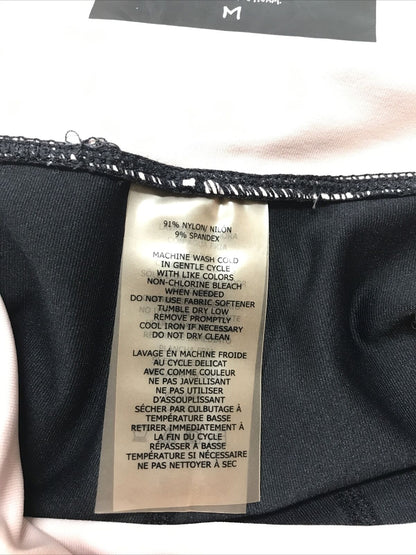 M
91% NYLON/ NILON
9% SPANDEX
MACHINE WASH COLD
IN GENTLE CYCLE
WITH LIKE COLORS
NON-CHLORINE BLEACH
WHEN NEEDED
DO NOT USE FABRIC SOFTENER
TUMBLE DRY LOW
REMOVE PROMPTLY
COOL IRON IF NECESSARY
DO NOT DRY CLEAN
LAVAGE EN MACHINE FROIDE
AU CYCLE DELICAT
AVEC COMME COULEUR
NE PAS JAVELLISANT
NE PAS UTILISER
D'ASSOUPLISSANT
SÉCHER PAR CULBUTAGE À
TEMPÉRATURE BASSE
RETIRER IMMÉDIATEMENT À
LA FIN DU CYCLE
RÉPASSER À BASSE
TEMPÉRATURE SI NÉCESSAIRE
NE PAS NETTOYER À SEC